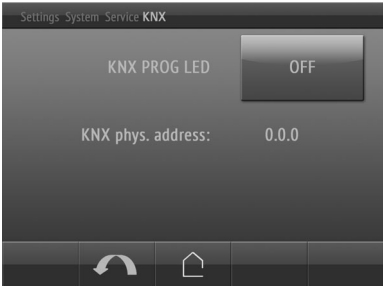 Settings System Service KNX
KNX PROG LED OFF
KNX phys. address: 0.0.0